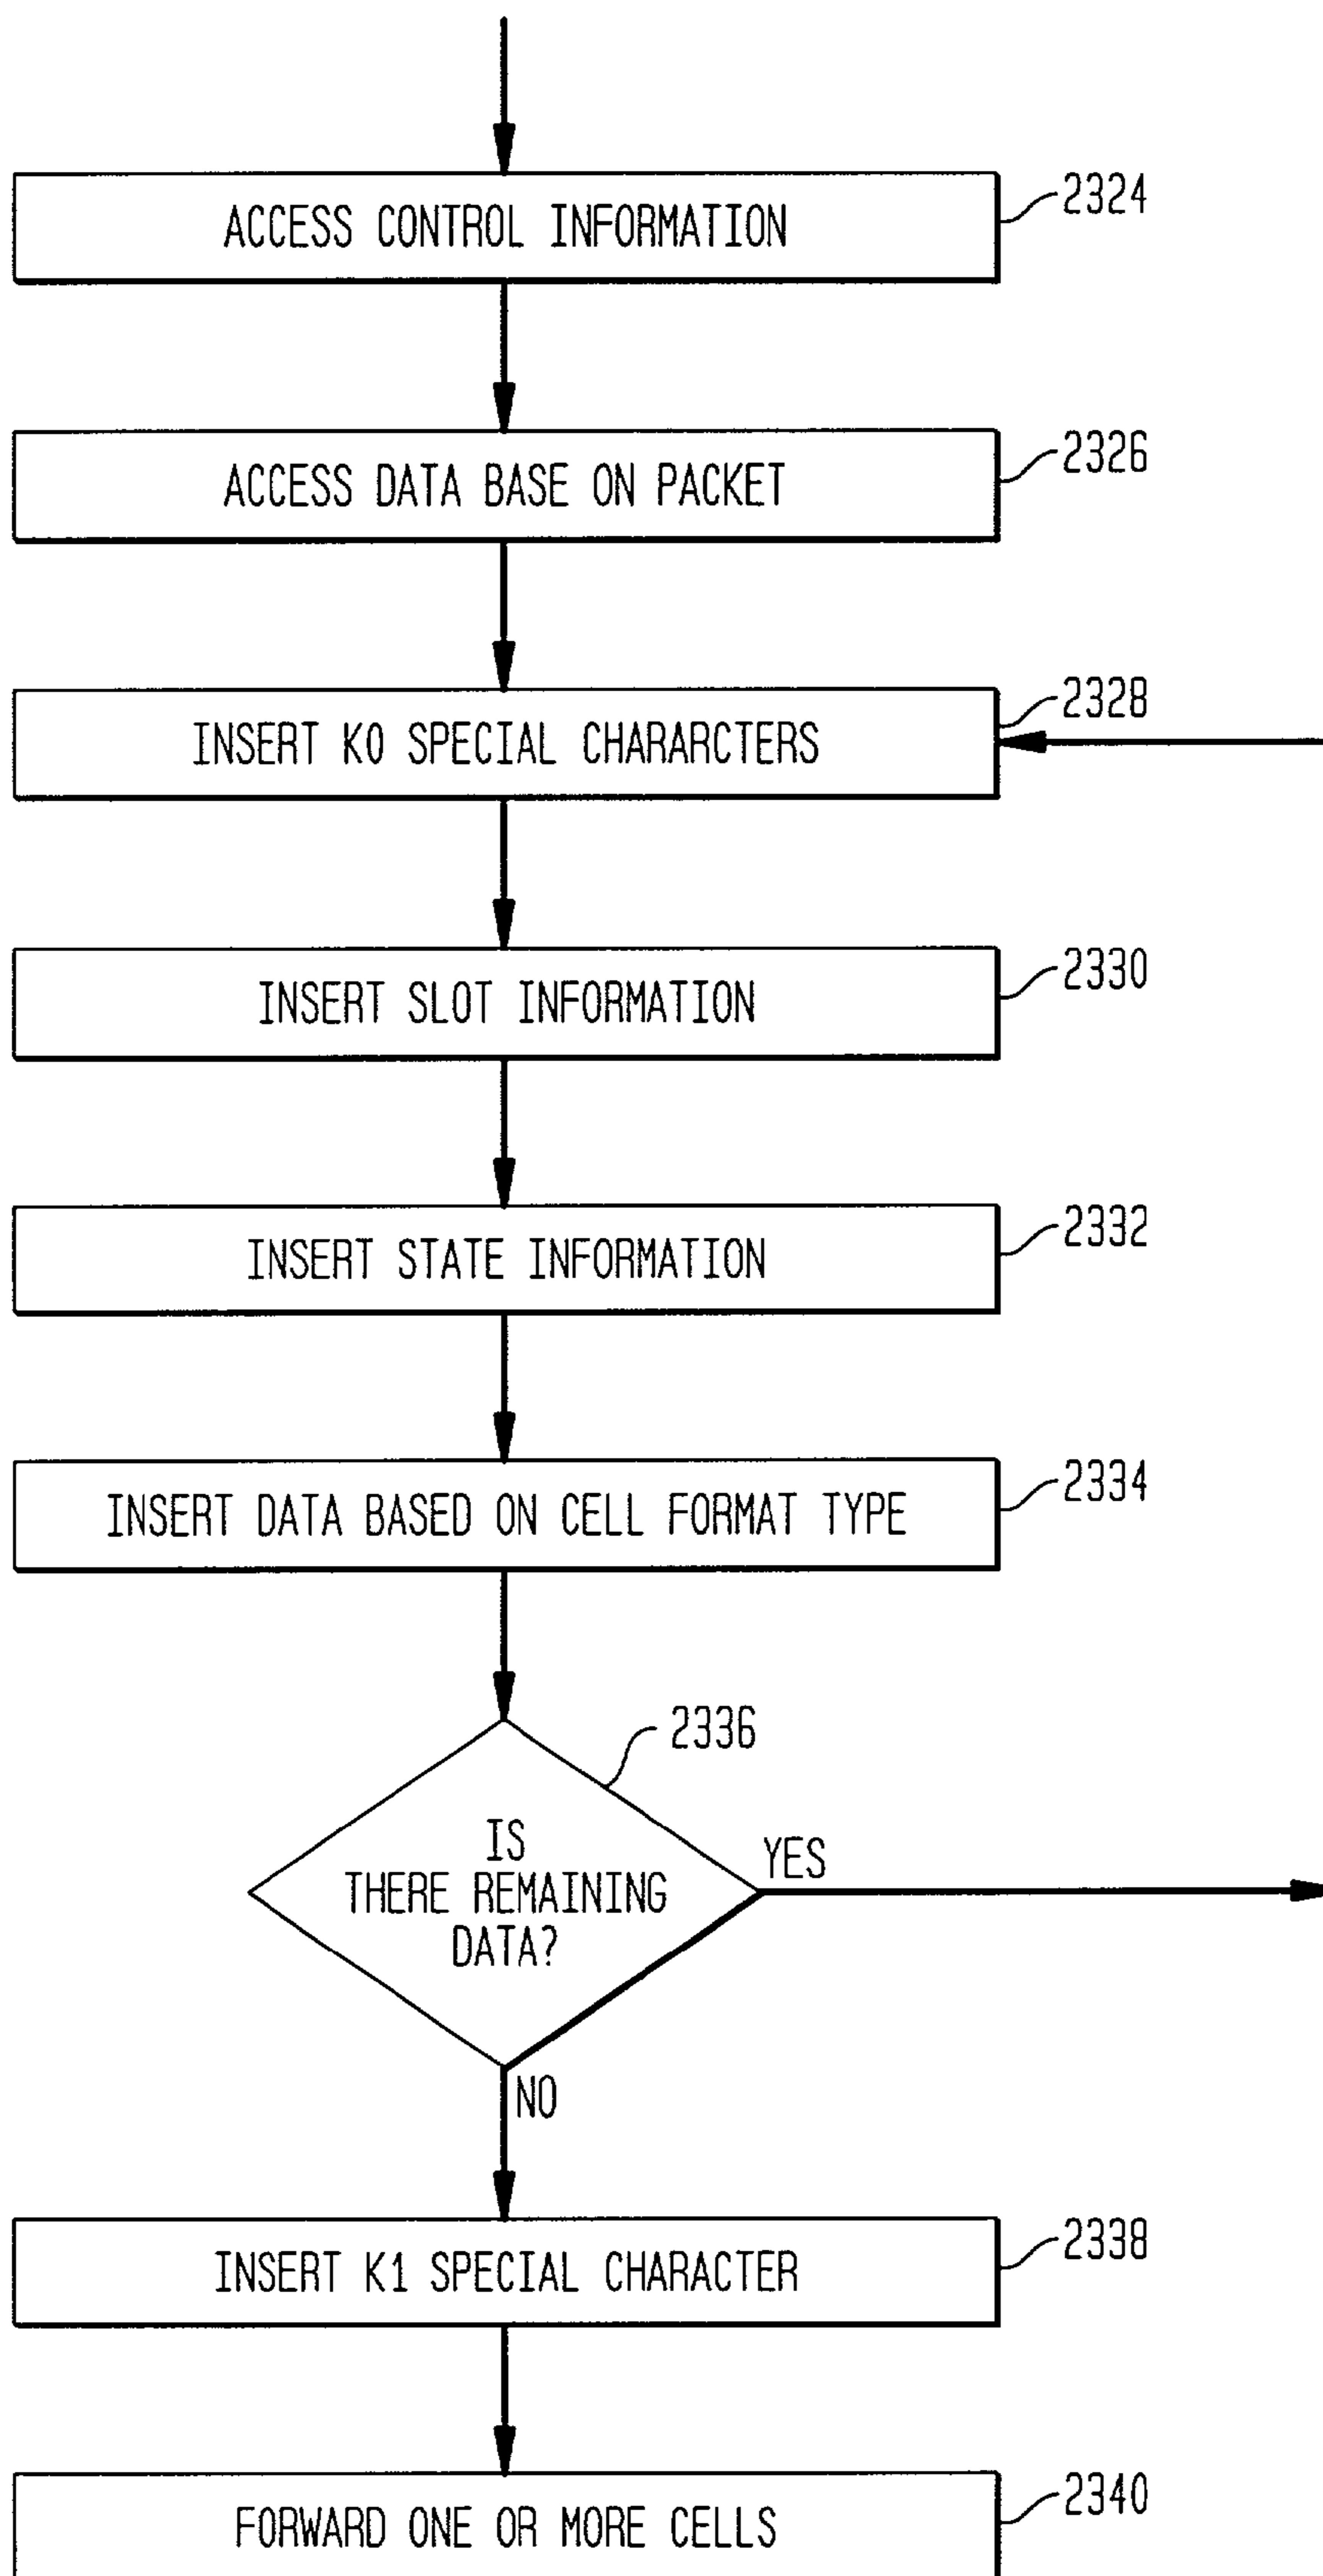 2324
ACCESS CONTROL INFORMATION
2326
ACCESS DATA BASE ON PACKET
2328
INSERT K0 SPECIAL CHARARCTERS
2330
INSERT SLOT INFORMATION
2332
INSERT STATE INFORMATION
2334
INSERT DATA BASED ON CELL FORMAT TYPE
2336
IS
THERE REMAINING
DATA?
YES
NO
2338
INSERT K1 SPECIAL CHARACTER
2340
FORWARD ONE OR MORE CELLS